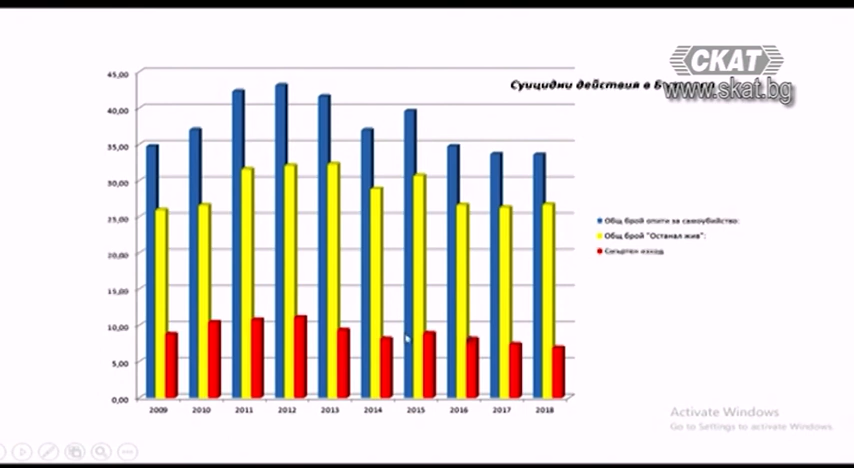 СКАТ
www.skat.bg
Суицидни действия в
45,00
40,00
35,00
30,00
25,00
20,00
15,00
10,00
5,00
0,00
2009 2010 2011 2012 2013 2014 2015 2016 2017 2018
Общ брой опити за самоубийство:
Общ брой "Останал жив":
Смъртен изход
Activate Windows
Go to Settings to activate Windows.